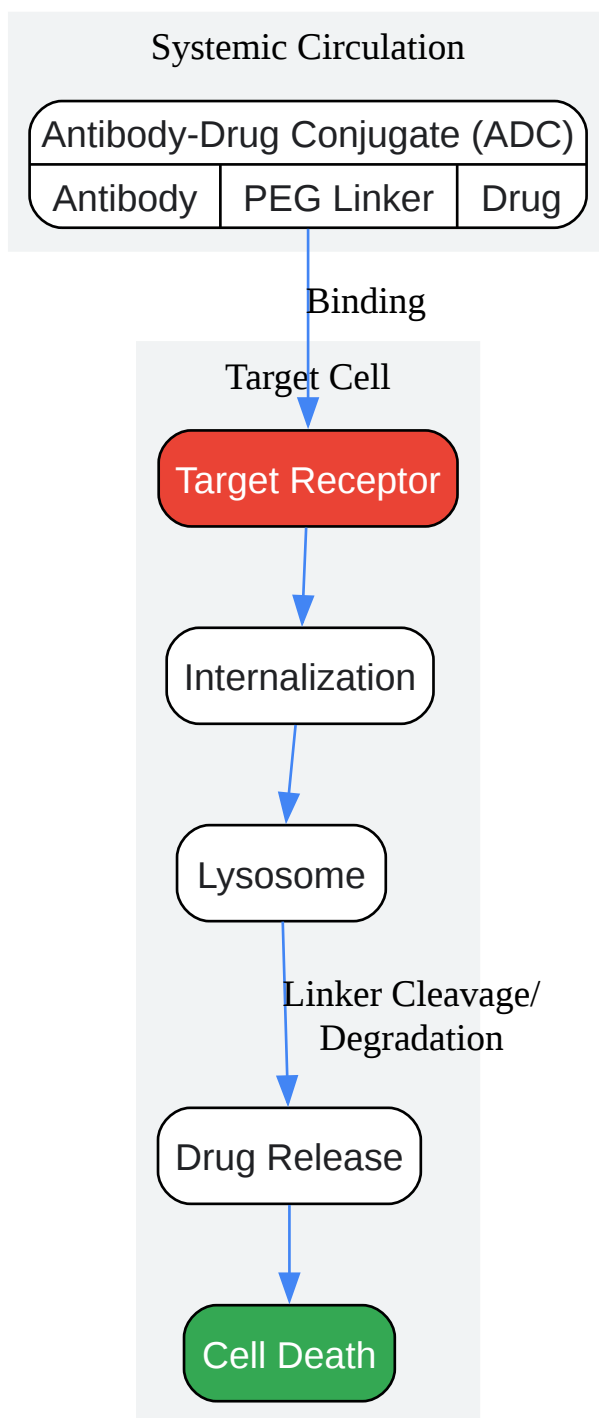 Systemic Circulation
Antibody-Drug Conjugate (ADC)
Antibody PEG Linker Drug
Binding
Target Cell
Target Receptor
Internalization
Lysosome
Linker Cleavage/
Degradation
Drug Release
Cell Death